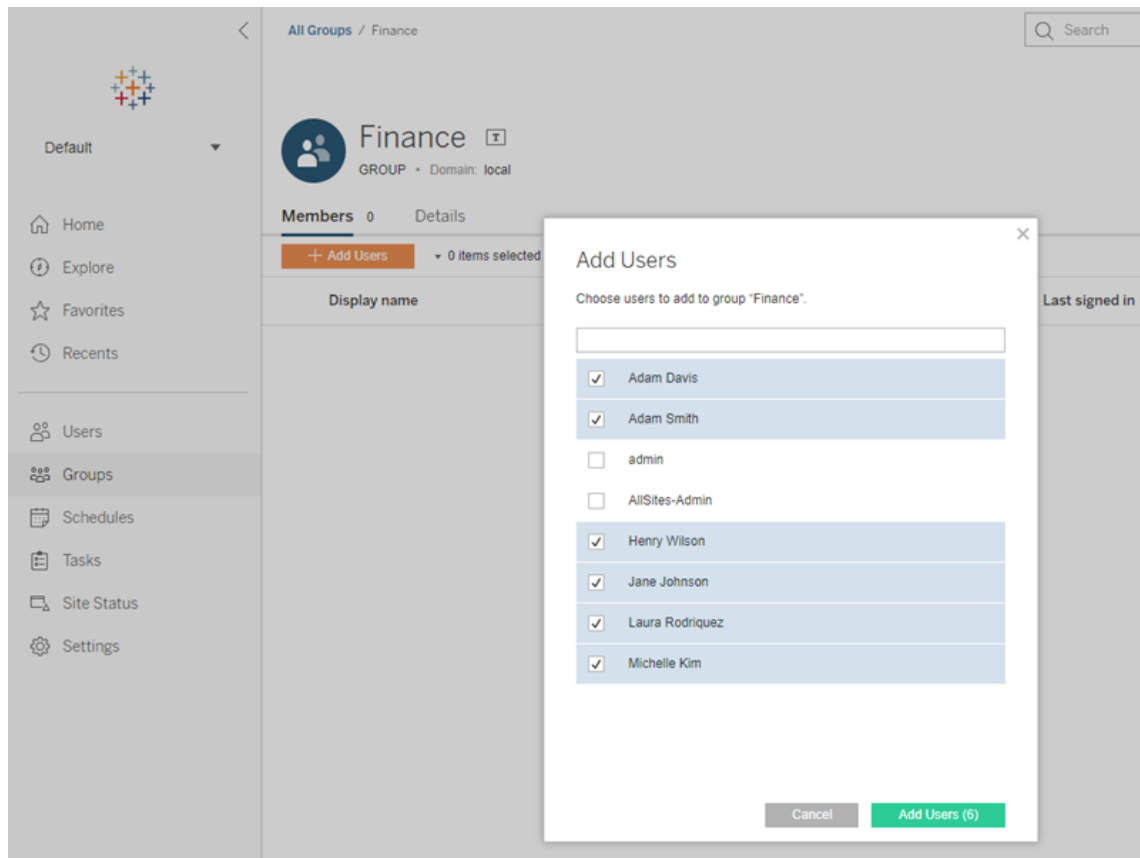 All Groups / Finance
Search
Default
Finance T
GROUP · Domain: local
Home
Explore
Favorites
Recents
Users
Groups
Schedules
Tasks
Site Status
Settings
Members 0 Details
+ Add Users
0 items selected
Display name
Last signed in
Add Users
Choose users to add to group “Finance”.
Adam Davis
Adam Smith
admin
AllSites-Admin
Henry Wilson
Jane Johnson
Laura Rodriquez
Michelle Kim
Cancel
Add Users (6)